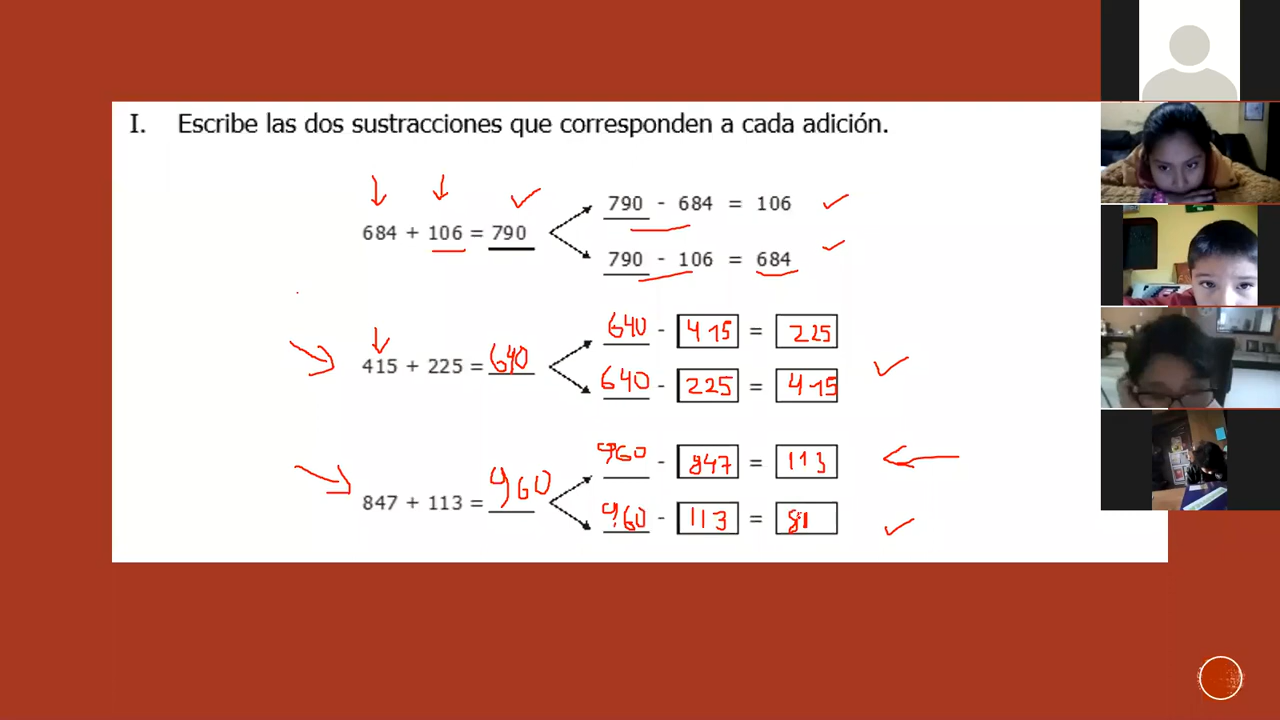 I. Escribe las dos sustracciones que corresponden a cada adición.
684 + 106 = 790
790 - 684 = 106
790 - 106 = 684
415 + 225 = 640
640 - 415 = 225
640 - 225 = 415
847 + 113 = 960
960 - 847 = 113
960 - 113 =